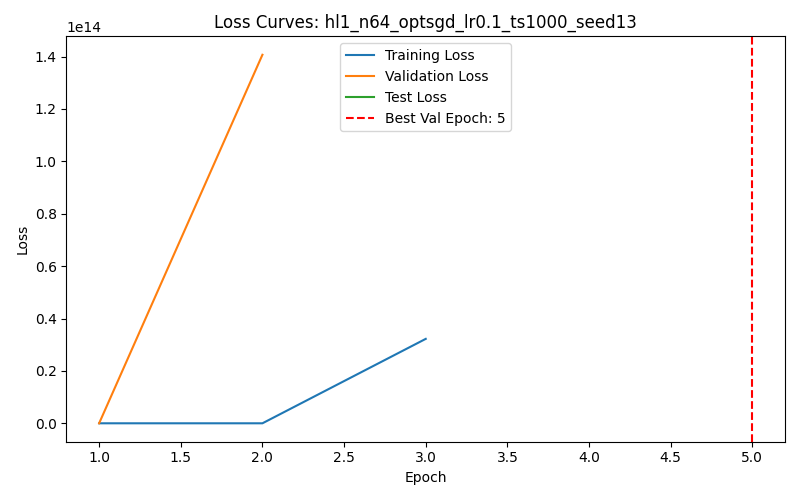 Loss Curves: hl1_n64_optsgd_lr0.1_ts1000_seed13
1e14
Training Loss
Validation Loss
Test Loss
Best Val Epoch: 5
1.4
1.2
1.0
0.8
0.6
0.4
0.2
0.0
Loss
1.0 1.5 2.0 2.5 3.0 3.5 4.0 4.5 5.0
Epoch